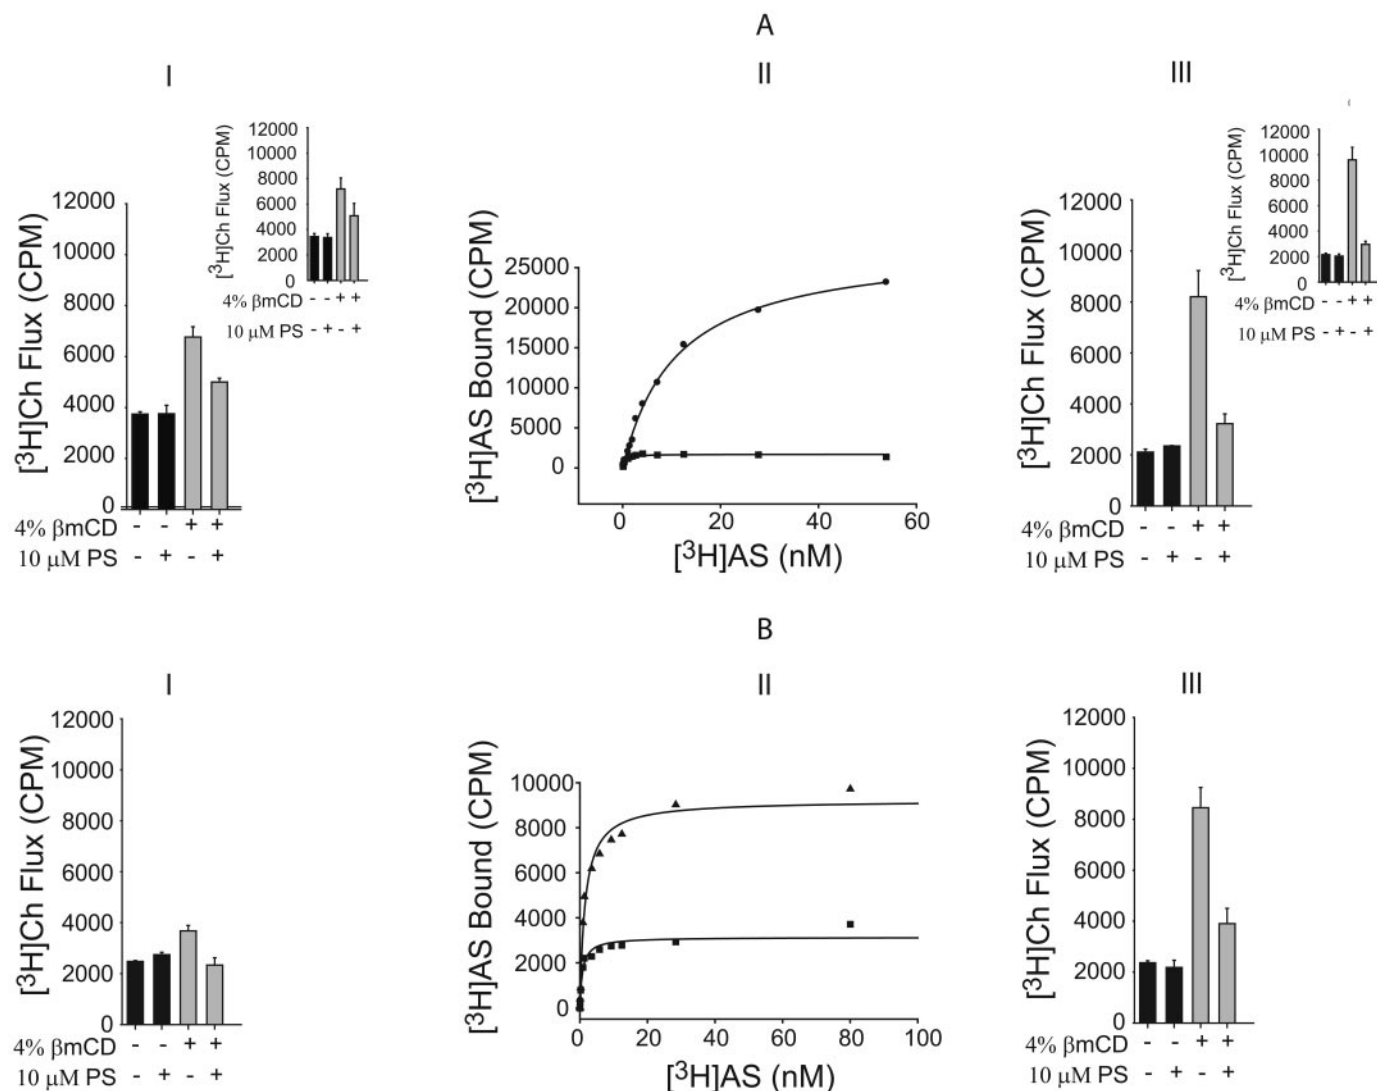 A
I
II
III
[3H]Ch Flux (CPM)
12000
10000
8000
6000
4000
2000
0
4% βmCD - - + +
10 μM PS - + - +
[3H]Ch Flux (CPM)
12000
10000
8000
6000
4000
2000
0
4% βmCD - - + +
10 μM PS - + - +
[3H]AS Bound (CPM)
25000
20000
15000
10000
5000
0
0 20 40 60
[3H]AS (nM)
[3H]Ch Flux (CPM)
12000
10000
8000
6000
4000
2000
0
4% βmCD - - + +
10 μM PS - + - +
[3H]Ch Flux (CPM)
12000
10000
8000
6000
4000
2000
0
4% βmCD - - + +
10 μM PS - + - +
B
I
II
III
[3H]Ch Flux (CPM)
12000
10000
8000
6000
4000
2000
0
4% βmCD - - + +
10 μM PS - + - +
[3H]AS Bound (CPM)
10000
8000
6000
4000
2000
0
0 20 40 60 80 100
[3H]AS (nM)
[3H]Ch Flux (CPM)
12000
10000
8000
6000
4000
2000
0
4% βmCD - - + +
10 μM PS - + - +